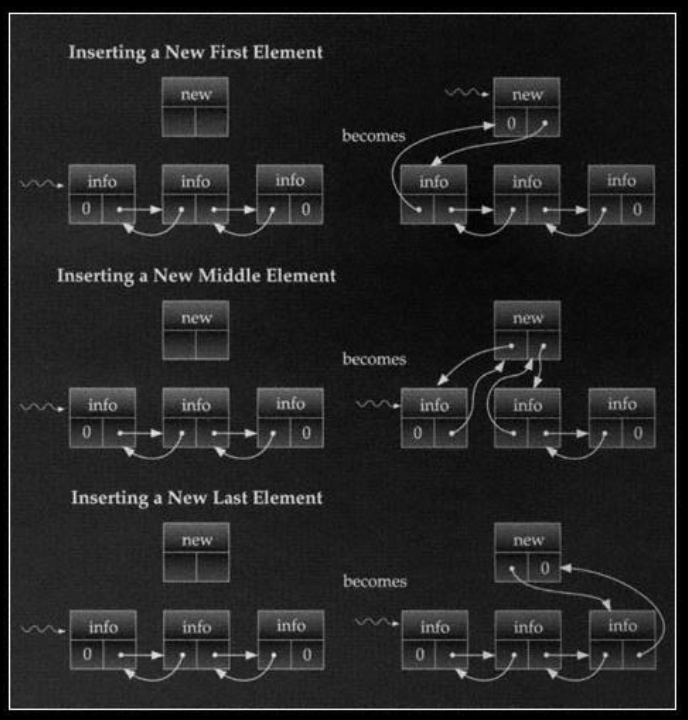 Inserting a New First Element
new
becomes
new
0
info
0
info
info
0
info
info
info
0
Inserting a New Middle Element
new
becomes
new
info
0
info
info
0
info
0
info
info
0
Inserting a New Last Element
new
becomes
new
0
info
0
info
info
0
info
0
info
info